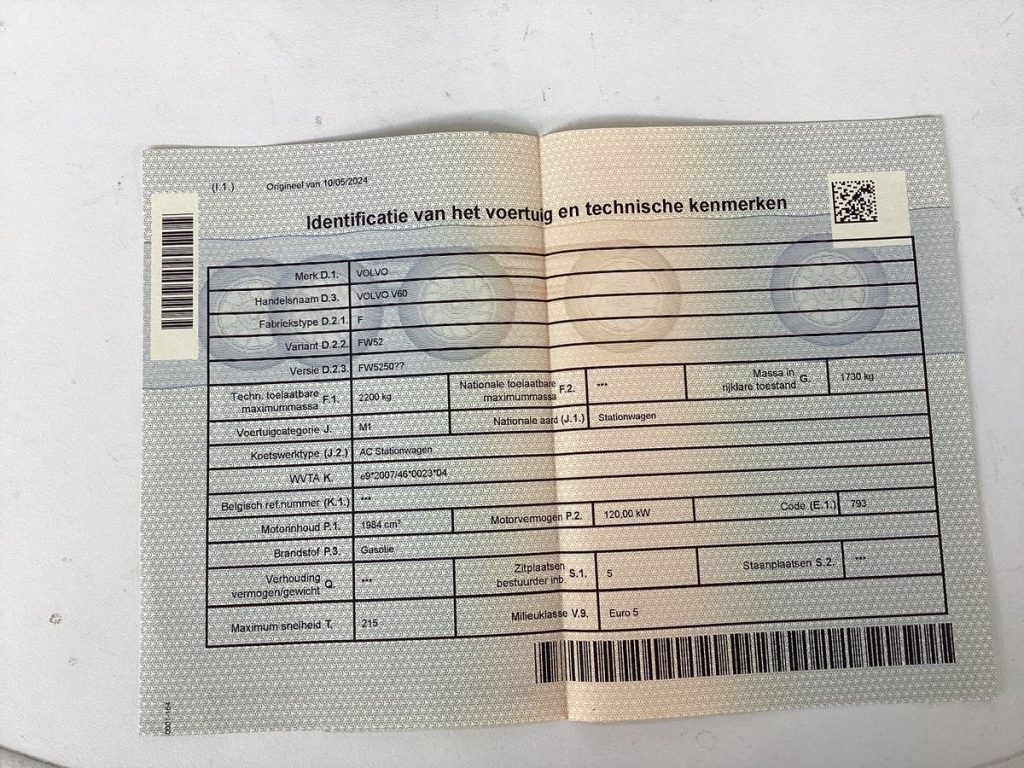 (I.1.) Origineel van 10/05/2024
Identificatie van het voertuig en technische kenmerken
Merk D.1. VOLVO
Handelsnaam D.3. VOLVO V60
Fabriekstype D.2.1. F
Variant D.2.2. FW52
Versie D.2.3. FW5250??
Techn. toelaatbare maximummassa F.1. 2200 kg Nationale toelaatbare maximummassa F.2. *** Massa in rijklare toestand G. 1730 kg
Voertuigcategorie J. M1 Nationale aard (J.1.) Stationwagen
Koetswerktype (J.2.) AC Stationwagen
WVTA K. e9*2007/46*0023*04
Belgisch ref.nummer (K.1.) ***
Motorinhoud P.1. 1984 cm³ Motorvermogen P.2. 120,00 kW Code (E.1.) 793
Brandstof P.3. Gasolie
Verhouding vermogen/gewicht Q. *** Zitplaatsen bestuurder inb. S.1. 5 Staanplaatsen S.2. ***
Maximum snelheid T. 215 Milieuklasse V.9. Euro 5